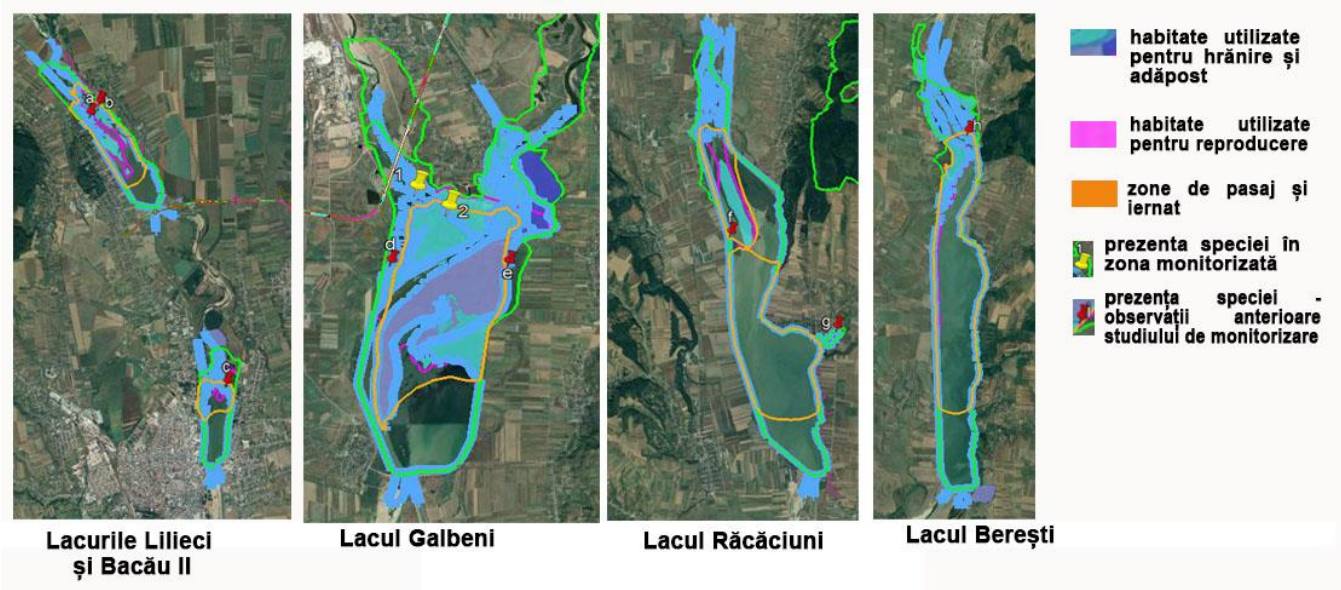 a
b
c
Lacurile Lilieci
și Bacău II
1
2
d
e
Lacul Galbeni
f
g
Lacul Răcăciuni
h
Lacul Berești
habitate utilizate
pentru hrănire și
adăpost
habitate utilizate
pentru reproducere
zone de pasaj și
iernat
1
prezenta speciei în
zona monitorizată
prezența speciei -
observații anterioare
studiului de monitorizare